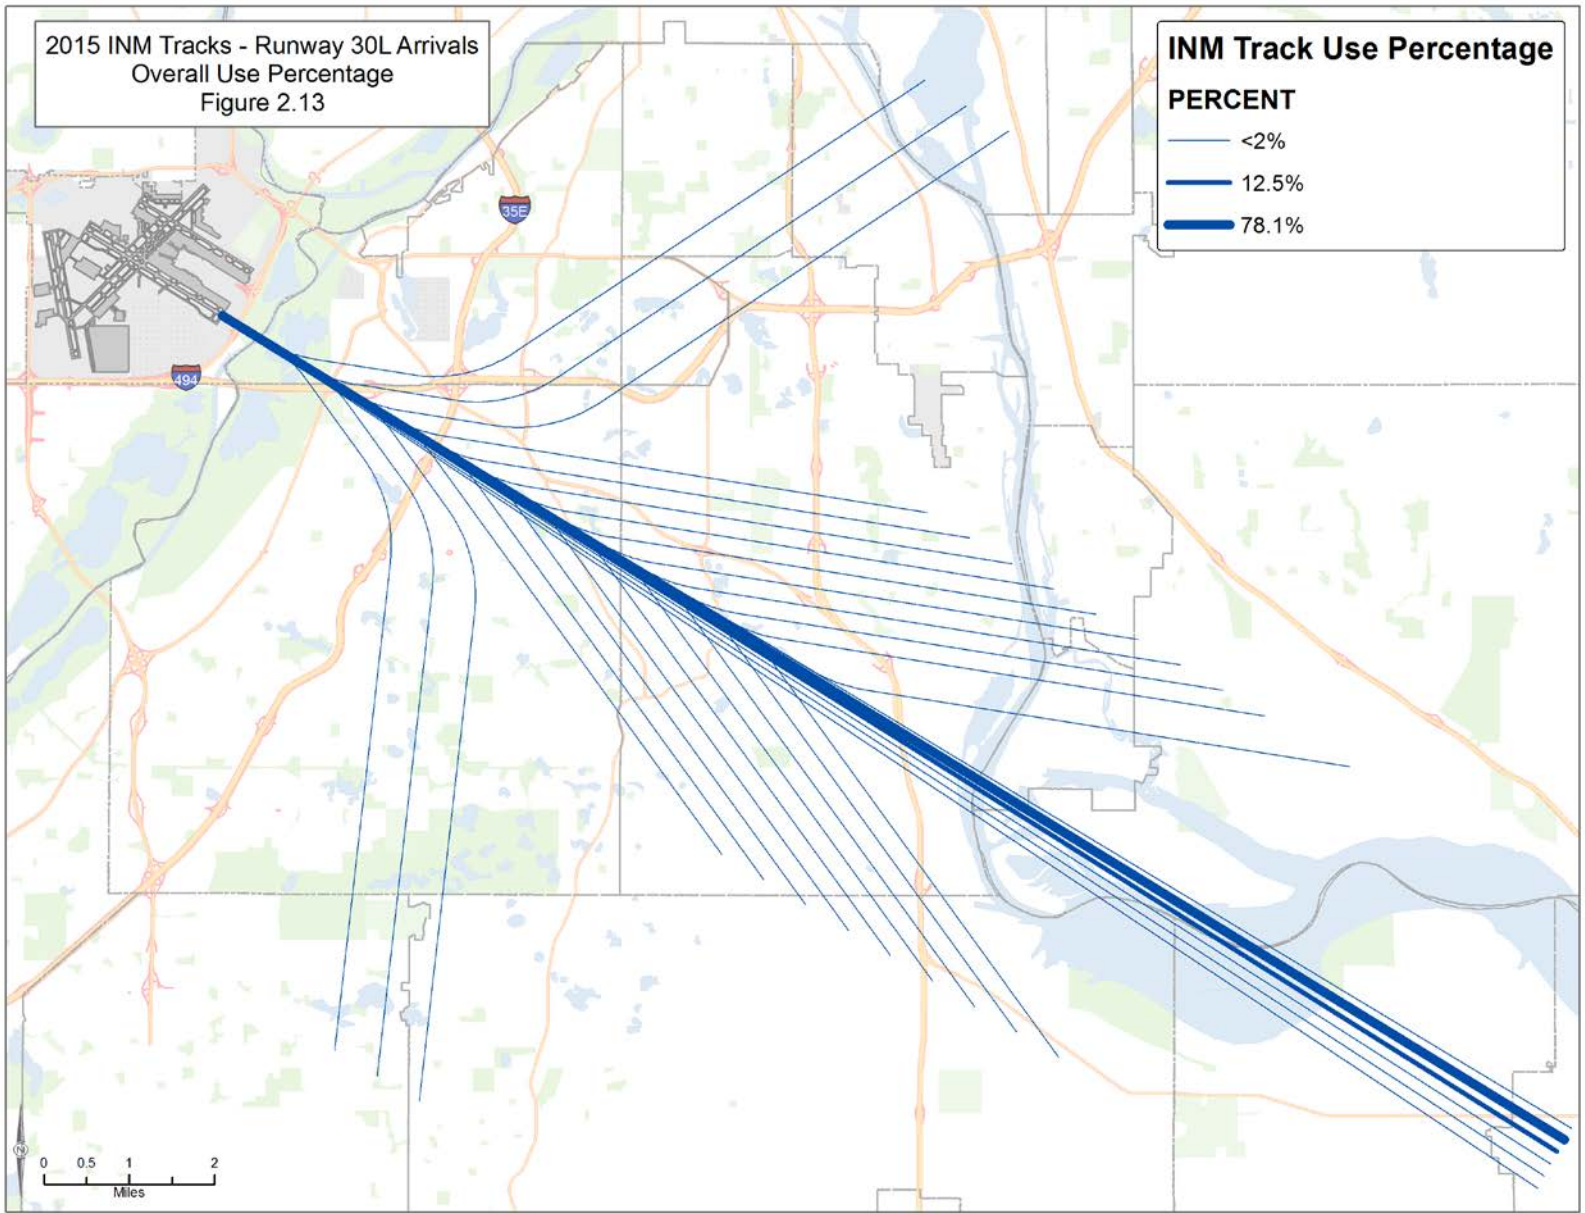 2015 INM Tracks - Runway 30L Arrivals
Overall Use Percentage
Figure 2.13
INM Track Use Percentage
PERCENT
<2%
12.5%
78.1%
35E
494
N
0 0.5 1 2
Miles